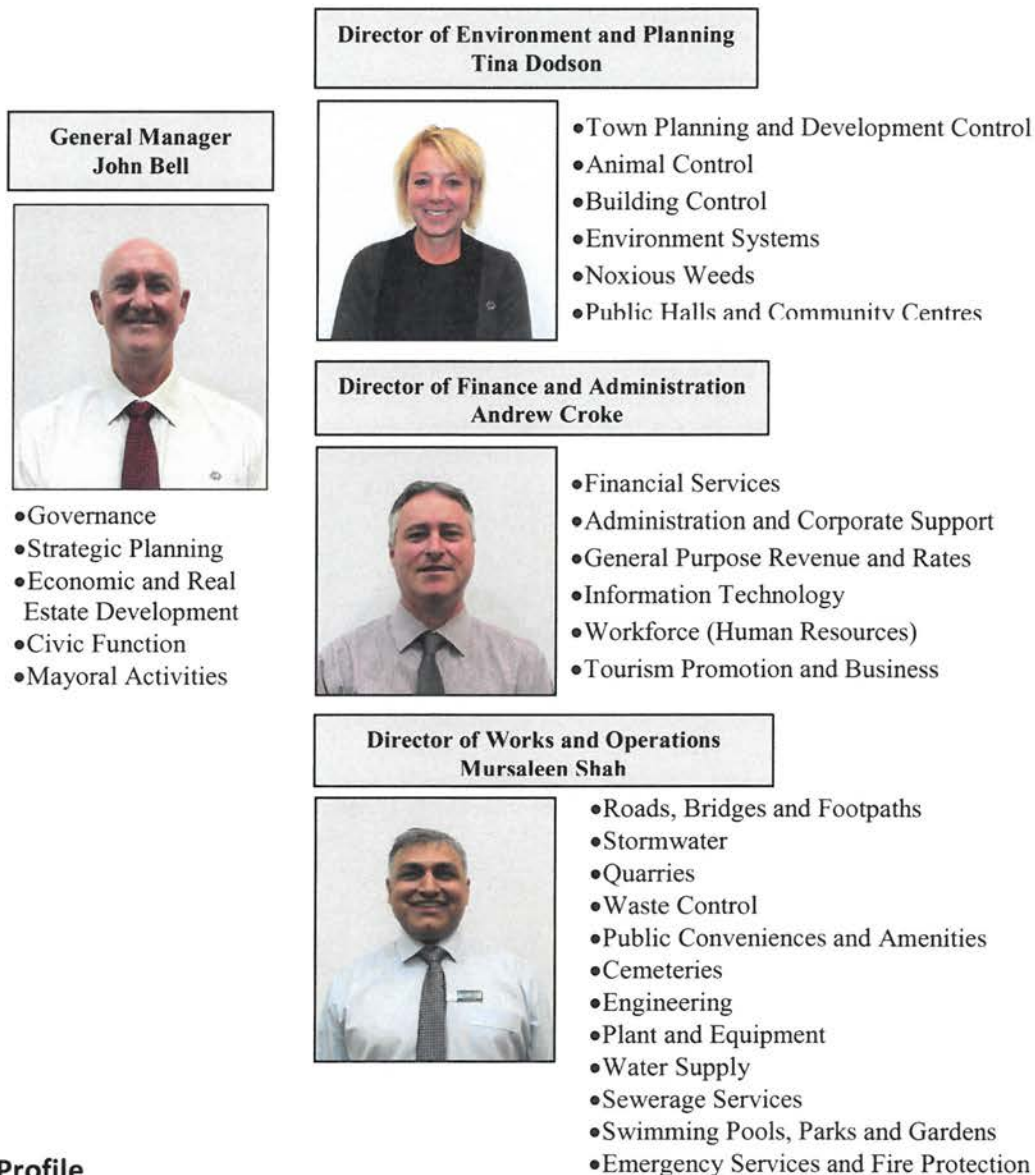 Director of Environment and Planning
Tina Dodson
General Manager
John Bell
•Town Planning and Development Control
•Animal Control
•Building Control
•Environment Systems
•Noxious Weeds
•Public Halls and Community Centres
•Governance
•Strategic Planning
•Economic and Real
Estate Development
•Civic Function
•Mayoral Activities
Director of Finance and Administration
Andrew Croke
•Financial Services
•Administration and Corporate Support
•General Purpose Revenue and Rates
•Information Technology
•Workforce (Human Resources)
•Tourism Promotion and Business
Director of Works and Operations
Mursaleen Shah
•Roads, Bridges and Footpaths
•Stormwater
•Quarries
•Waste Control
•Public Conveniences and Amenities
•Cemeteries
•Engineering
•Plant and Equipment
•Water Supply
•Sewerage Services
•Swimming Pools, Parks and Gardens
•Emergency Services and Fire Protection
Profile